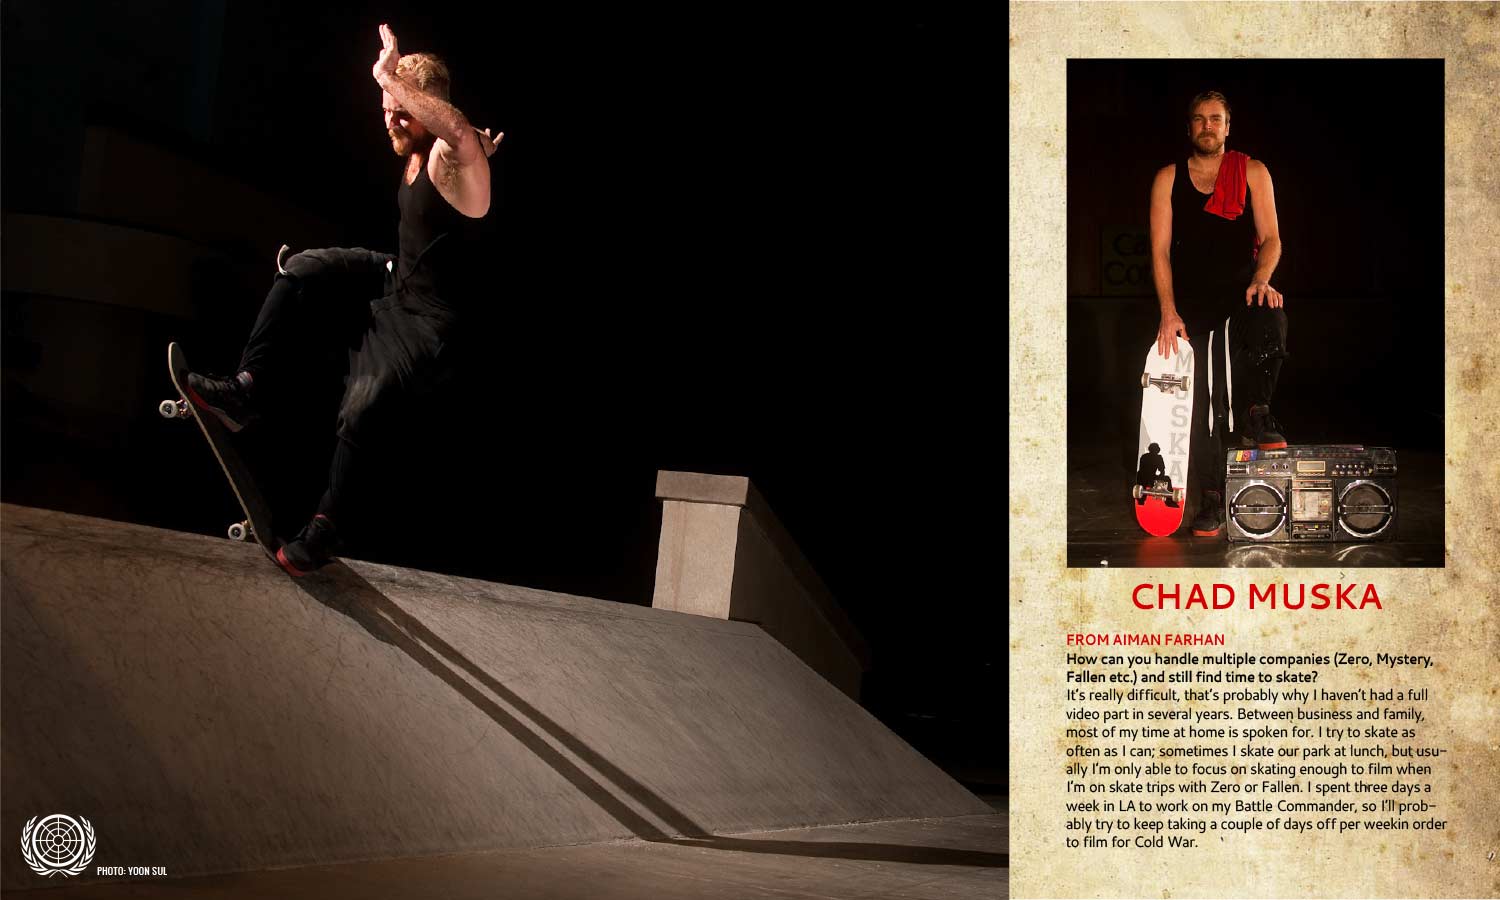 PHOTO: YOON SUL
MUSKA
CHAD MUSKA
FROM AIMAN FARHAN
How can you handle multiple companies (Zero, Mystery,
Fallen etc.) and still find time to skate?
It's really difficult, that's probably why I haven't had a full
video part in several years. Between business and family,
most of my time at home is spoken for. I try to skate as
often as I can; sometimes I skate our park at lunch, but usu-
ally I'm only able to focus on skating enough to film when
I'm on skate trips with Zero or Fallen. I spent three days a
week in LA to work on my Battle Commander, so I'll prob-
ably try to keep taking a couple of days off per weekin order
to film for Cold War.